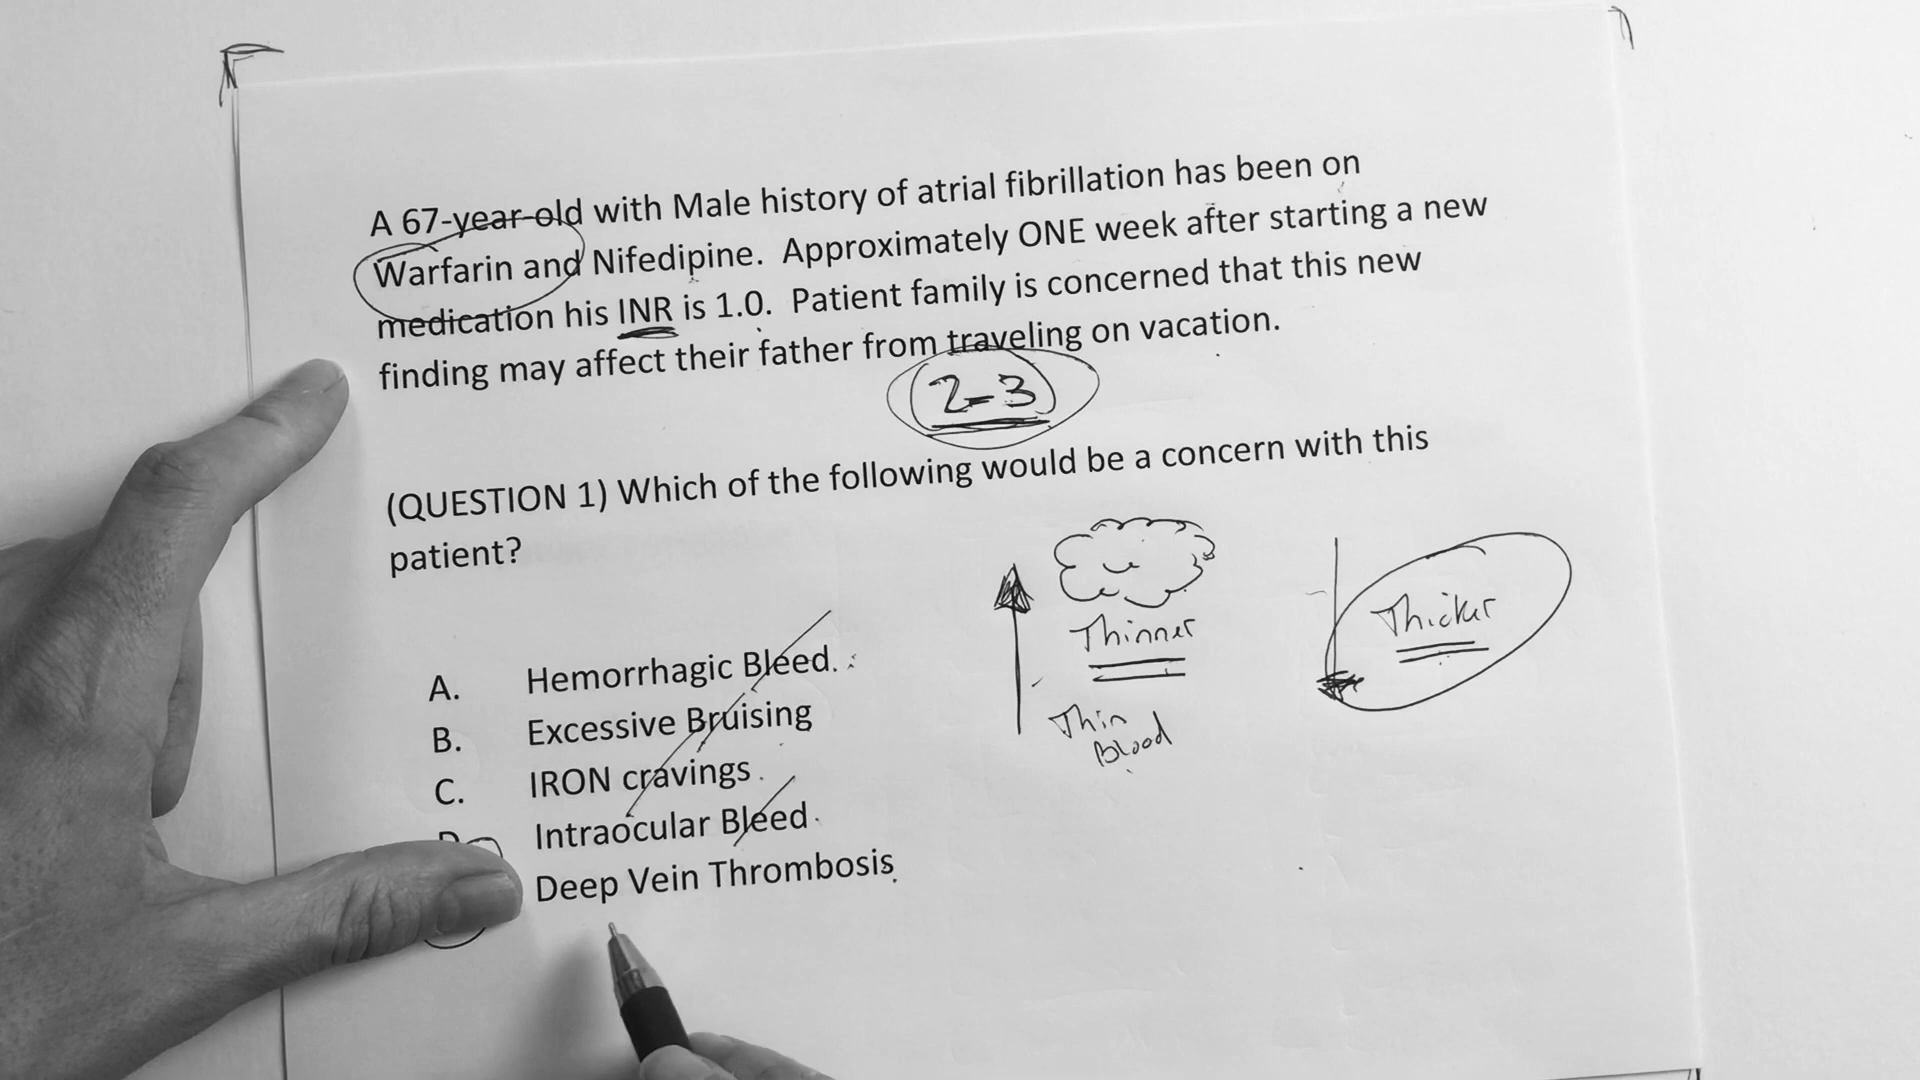 A 67-year-old with Male history of atrial fibrillation has been on
Warfarin and Nifedipine. Approximately ONE week after starting a new
medication his INR is 1.0. Patient family is concerned that this new
finding may affect their father from traveling on vacation.
2-3
(QUESTION 1) Which of the following would be a concern with this
patient?
A. Hemorrhagic Bleed.
B. Excessive Bruising
C. IRON cravings.
Intraocular Bleed.
Deep Vein Thrombosis.
Thinner
Thin
Blood
Thicker